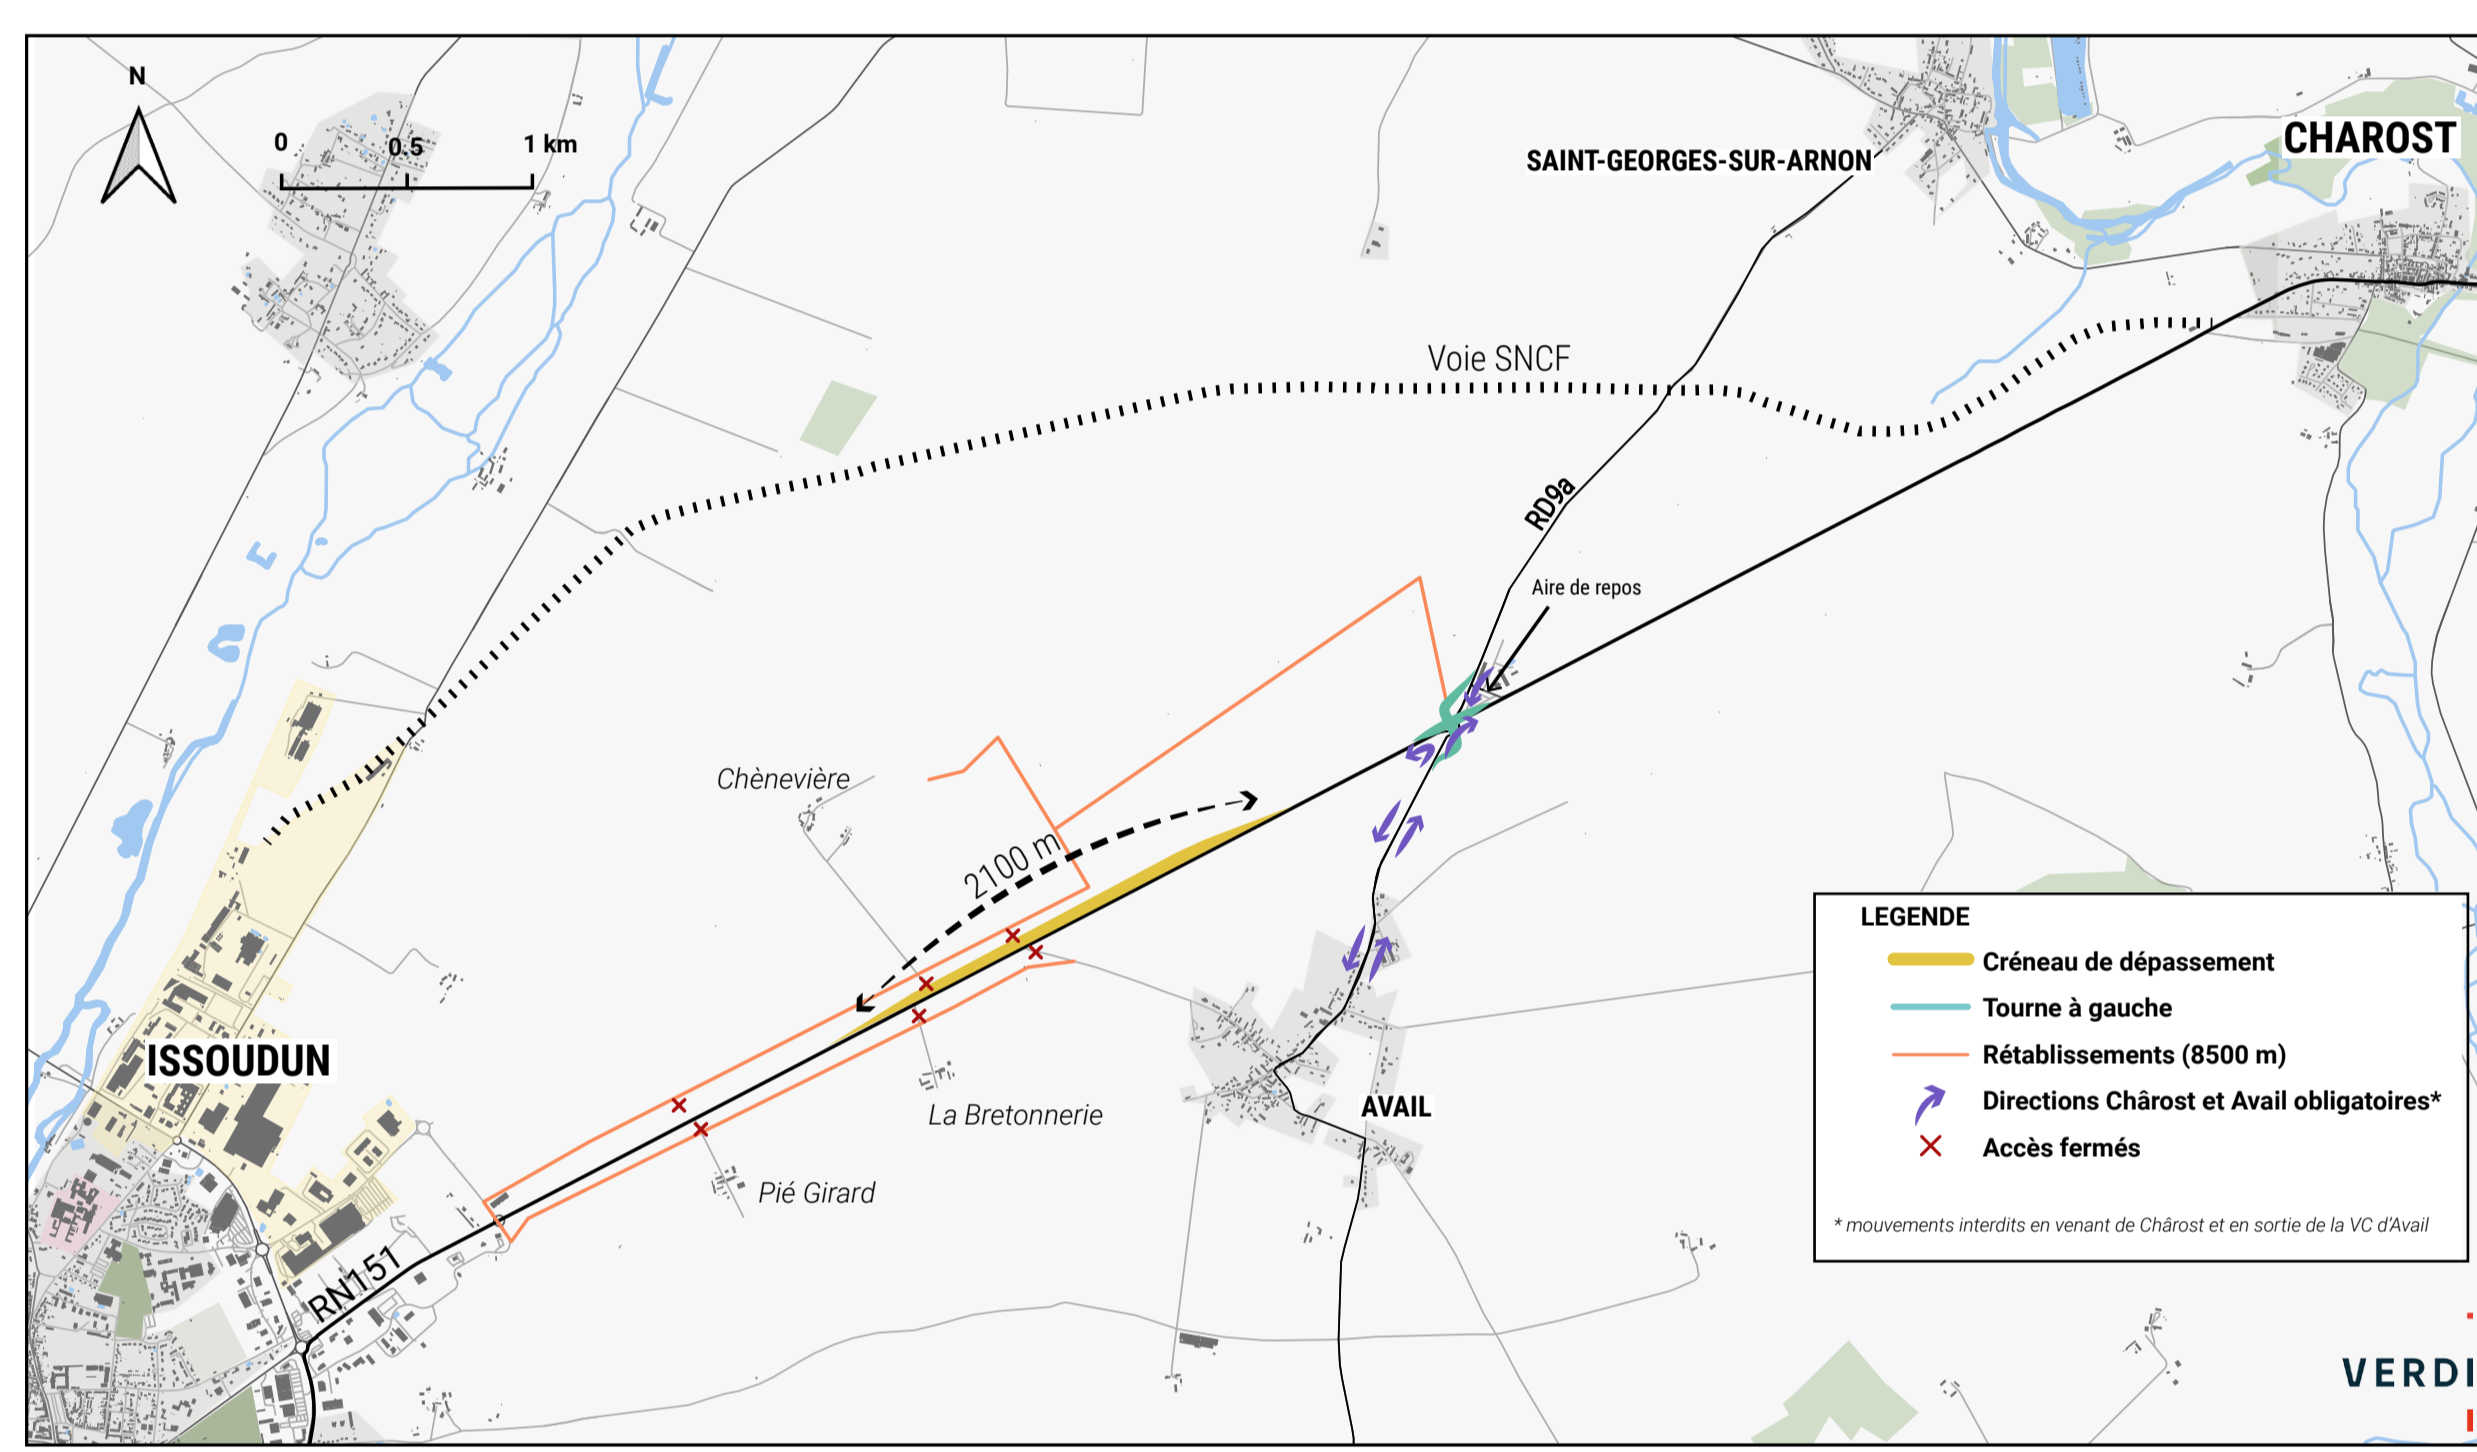 N
0 0.5 1 km
CHAROST
SAINT-GEORGES-SUR-ARNON
Voie SNCF
RD9a
Aire de repos
Chènevière
2100 m
ISSOUDUN
La Bretonnerie
AVAIL
Pié Girard
RN151
LEGENDE
Créneau de dépassement
Tourne à gauche
Rétablissements (8500 m)
Directions Chârost et Avail obligatoires*
Accès fermés
* mouvements interdits en venant de Chârost et en sortie de la VC d'Avail
VERDI